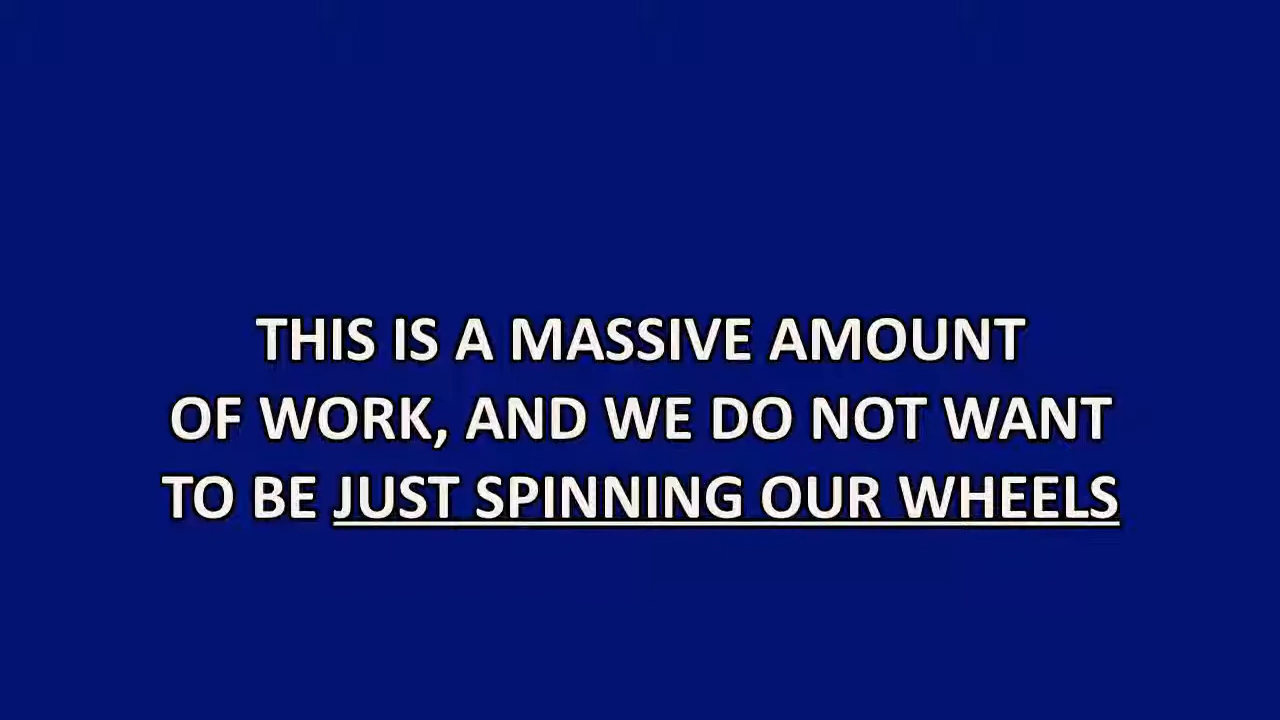 THIS IS A MASSIVE AMOUNT
OF WORK, AND WE DO NOT WANT
TO BE JUST SPINNING OUR WHEELS